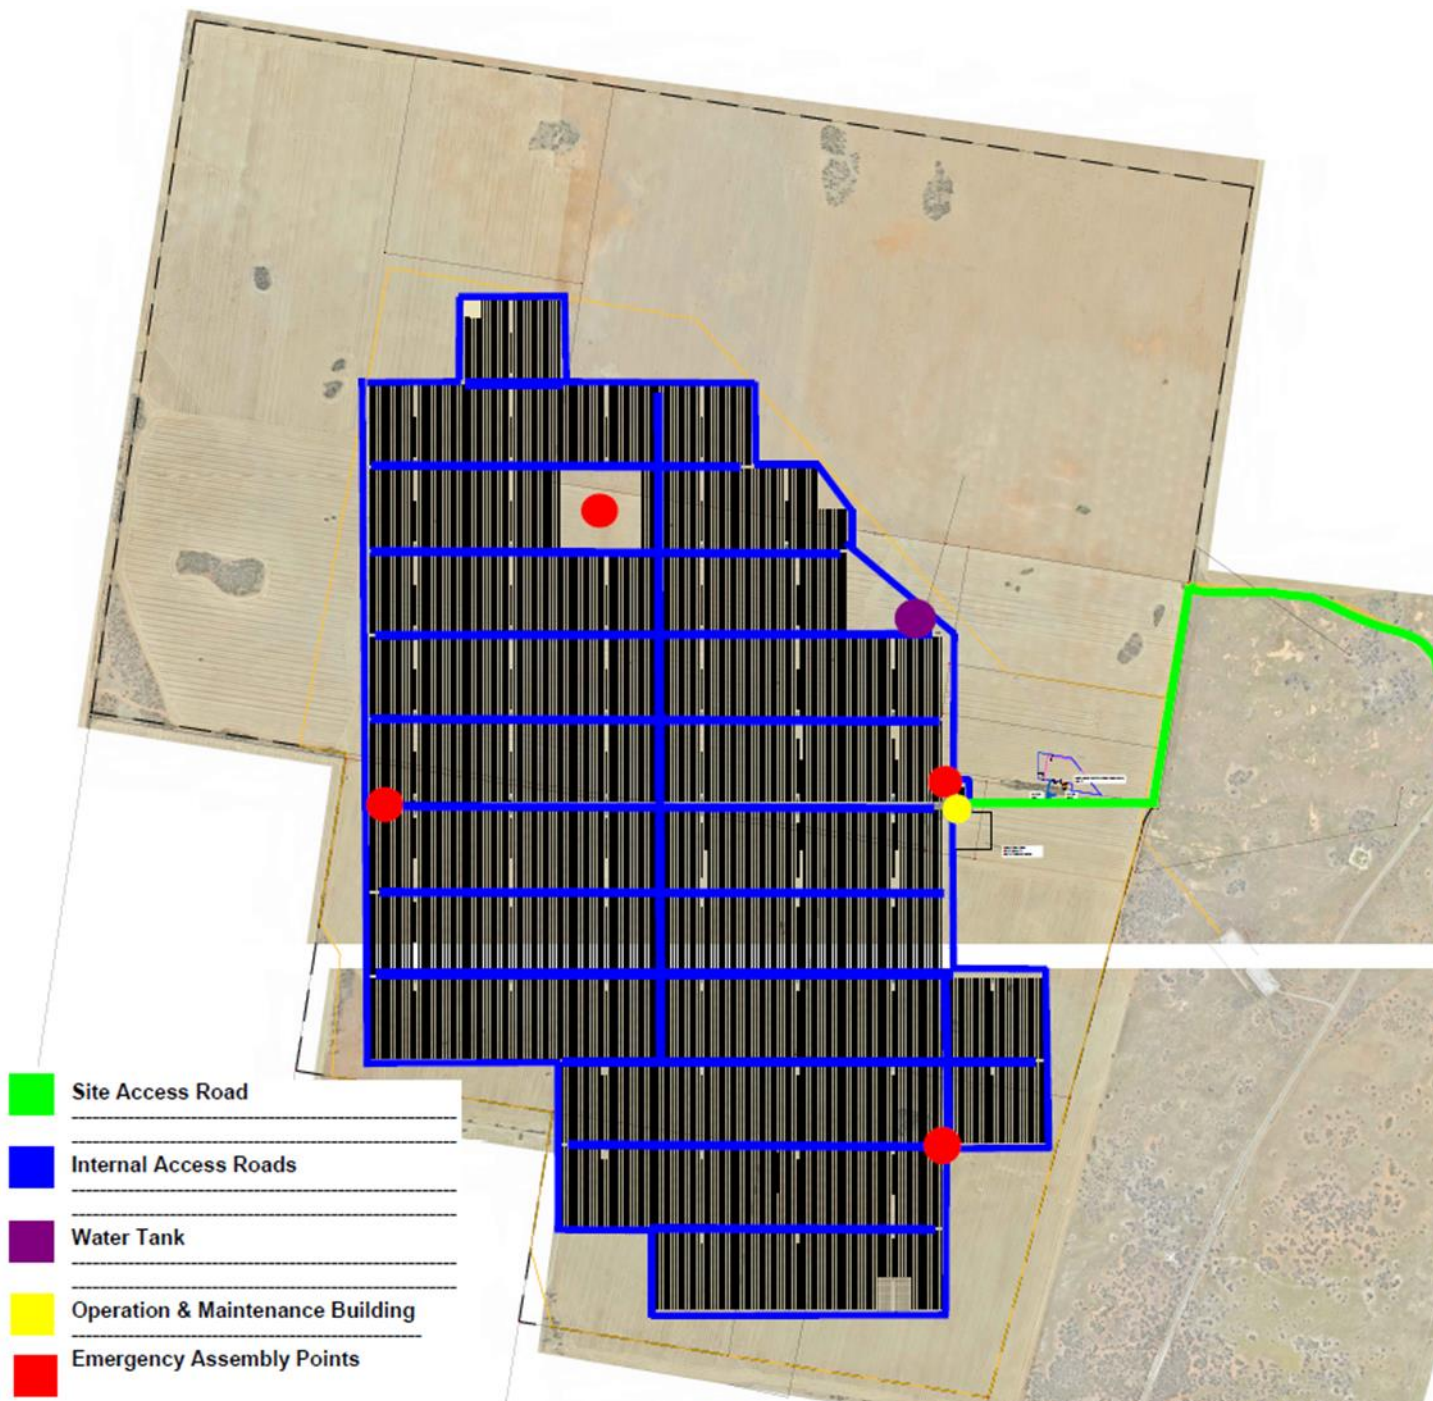 Site Access Road
Internal Access Roads
Water Tank
Operation & Maintenance Building
Emergency Assembly Points